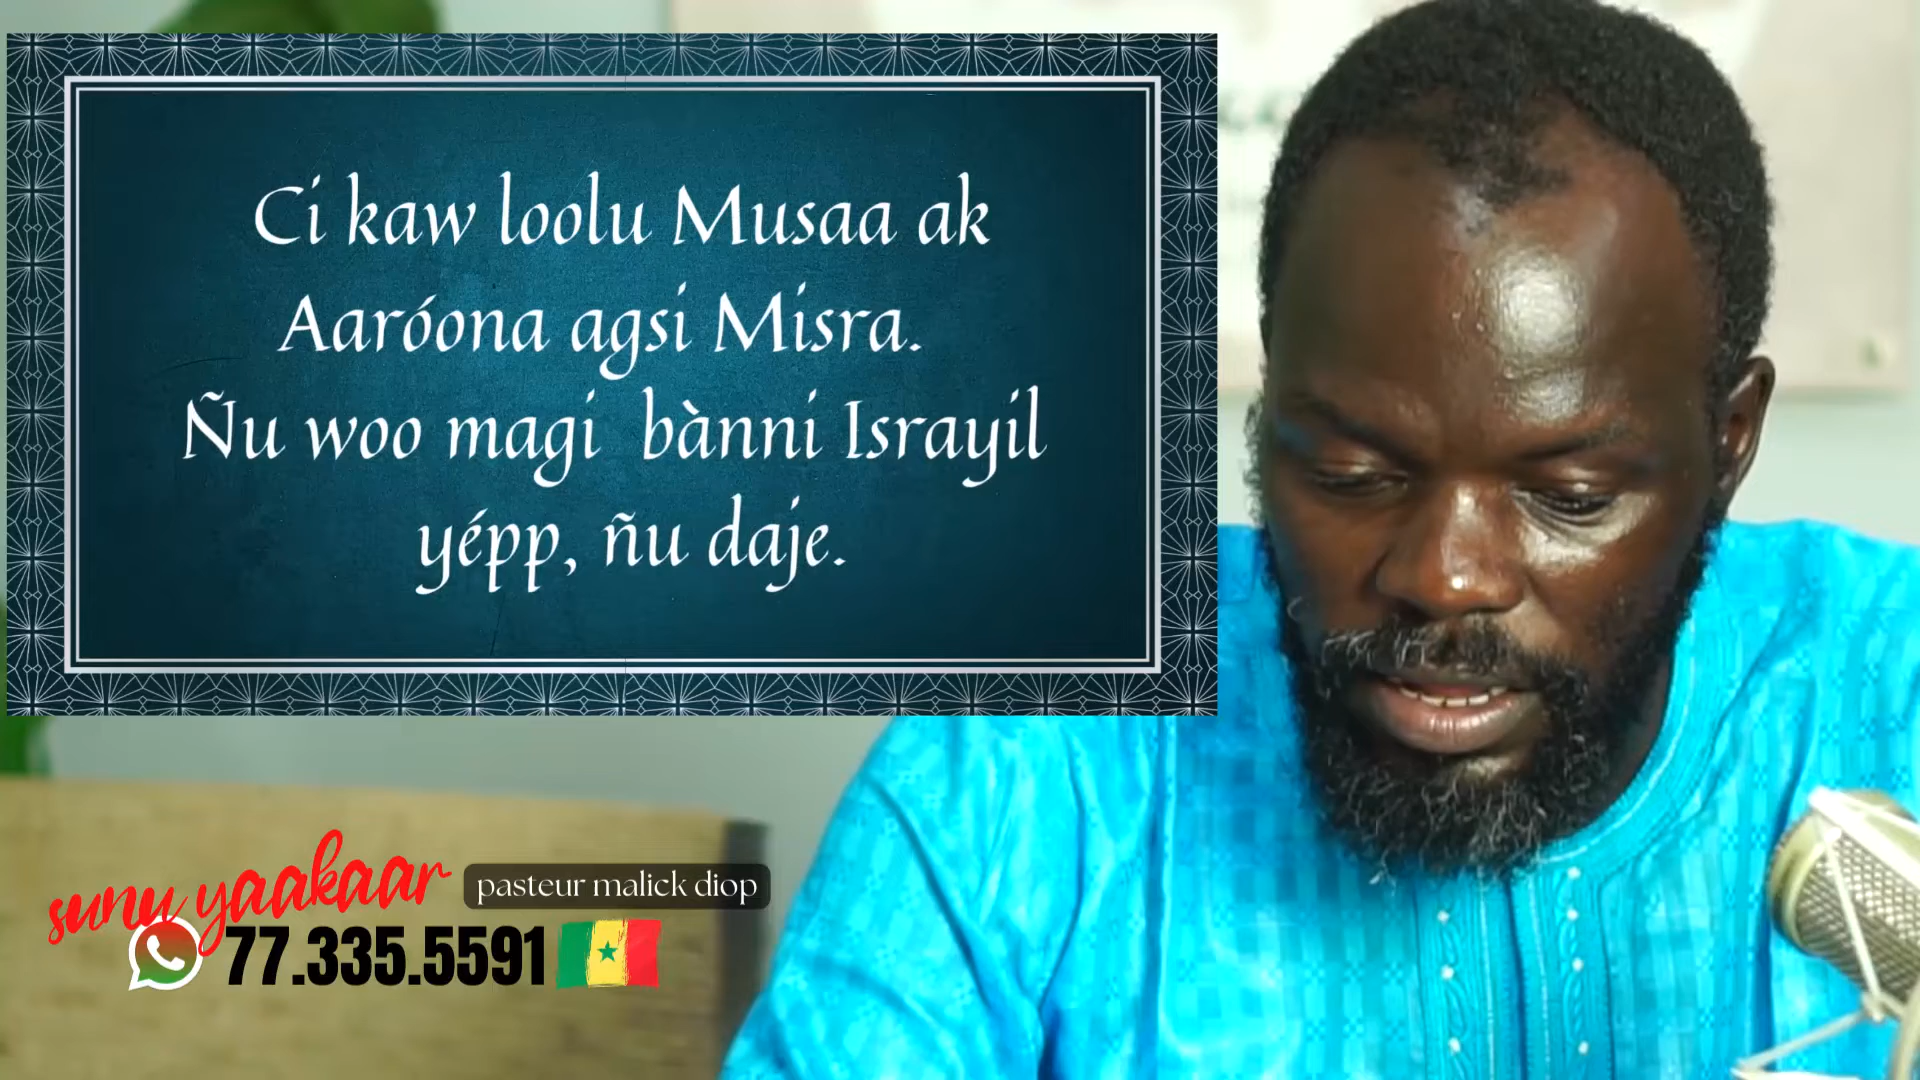 Ci kaw loolu Musaa ak
Aaróona agsi Misra.
Ñu woo magi bànni Israyil
yépp, ñu daje.
sunu yaakaar
pasteur malick diop
77.335.5591